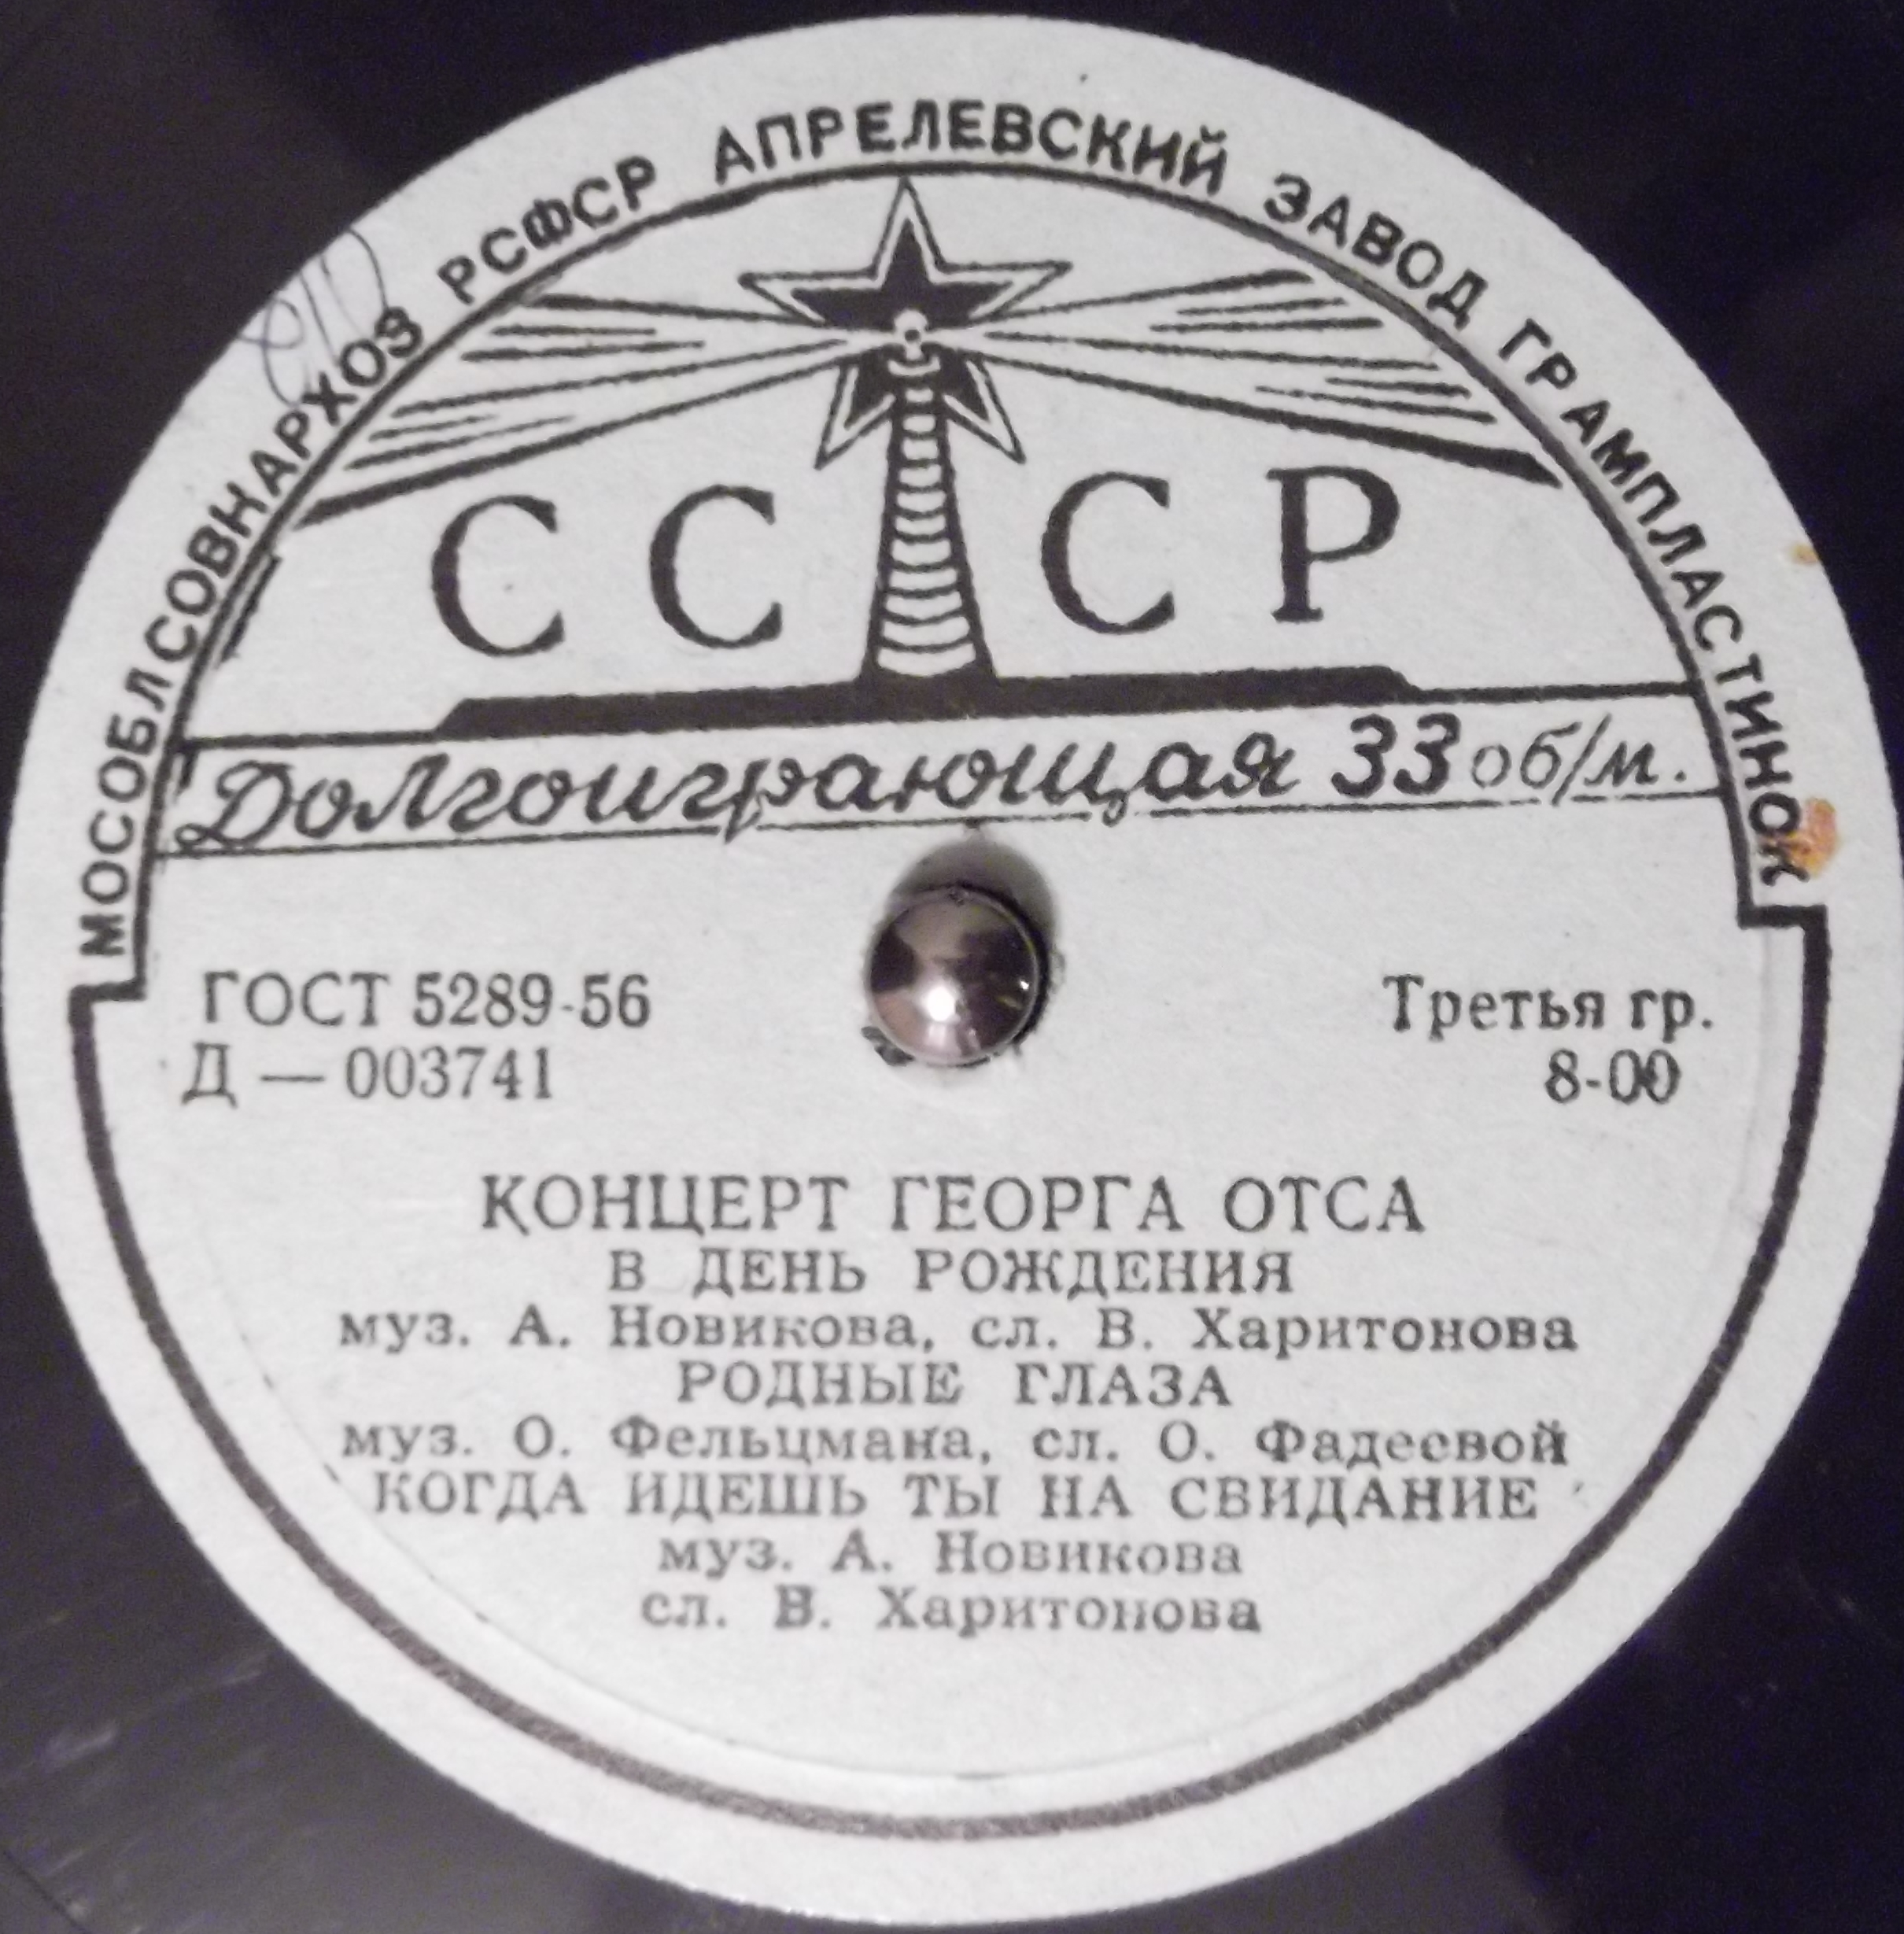 МОСОБЛСОВНАРХОЗ РСФСР АПРЕЛЕВСКИЙ ЗАВОД ГРАМПЛАСТИНОК
СССР
Долгоиграющая 33 об/м.
ГОСТ 5289-56
Третья гр.
Д — 003741
8-00
КОНЦЕРТ ГЕОРГА ОТСА
В ДЕНЬ РОЖДЕНИЯ
муз. А. Новикова, сл. В. Харитонова
РОДНЫЕ ГЛАЗА
муз. О. Фельцмана, сл. О. Фадеевой
КОГДА ИДЕШЬ ТЫ НА СВИДАНИЕ
муз. А. Новикова
сл. В. Харитонова